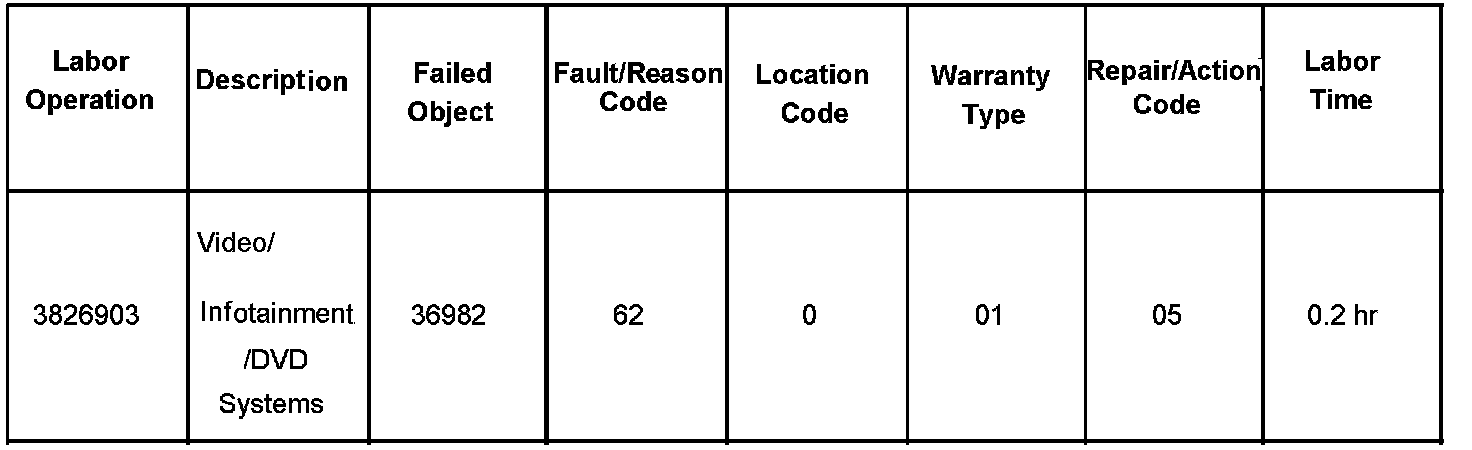 Labor
Operation
Description
Failed
Object
Fault/Reason
Code
Location
Code
Warranty
Type
Repair/Action
Code
Labor
Time
3826903
Video/
Infotainment
/DVD
Systems
36982
62
0
01
05
0.2 hr